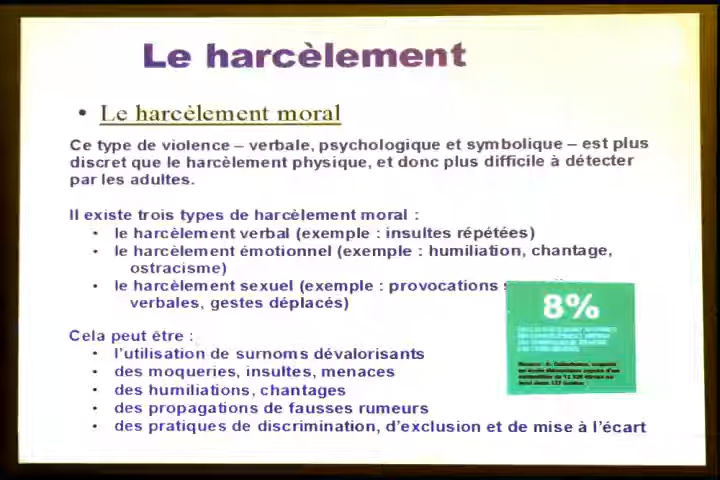 Le harcèlement
• Le harcèlement moral
Ce type de violence – verbale, psychologique et symbolique – est plus
discret que le harcèlement physique, et donc plus difficile à détecter
par les adultes.
Il existe trois types de harcèlement moral :
• le harcèlement verbal (exemple : insultes répétées)
• le harcèlement émotionnel (exemple : humiliation, chantage,
ostracisme)
• le harcèlement sexuel (exemple : provocations
verbales, gestes déplacés)
8%
Cela peut être :
• l'utilisation de surnoms dévalorisants
• des moqueries, insultes, menaces
• des humiliations, chantages
• des propagations de fausses rumeurs
• des pratiques de discrimination, d'exclusion et de mise à l'écart